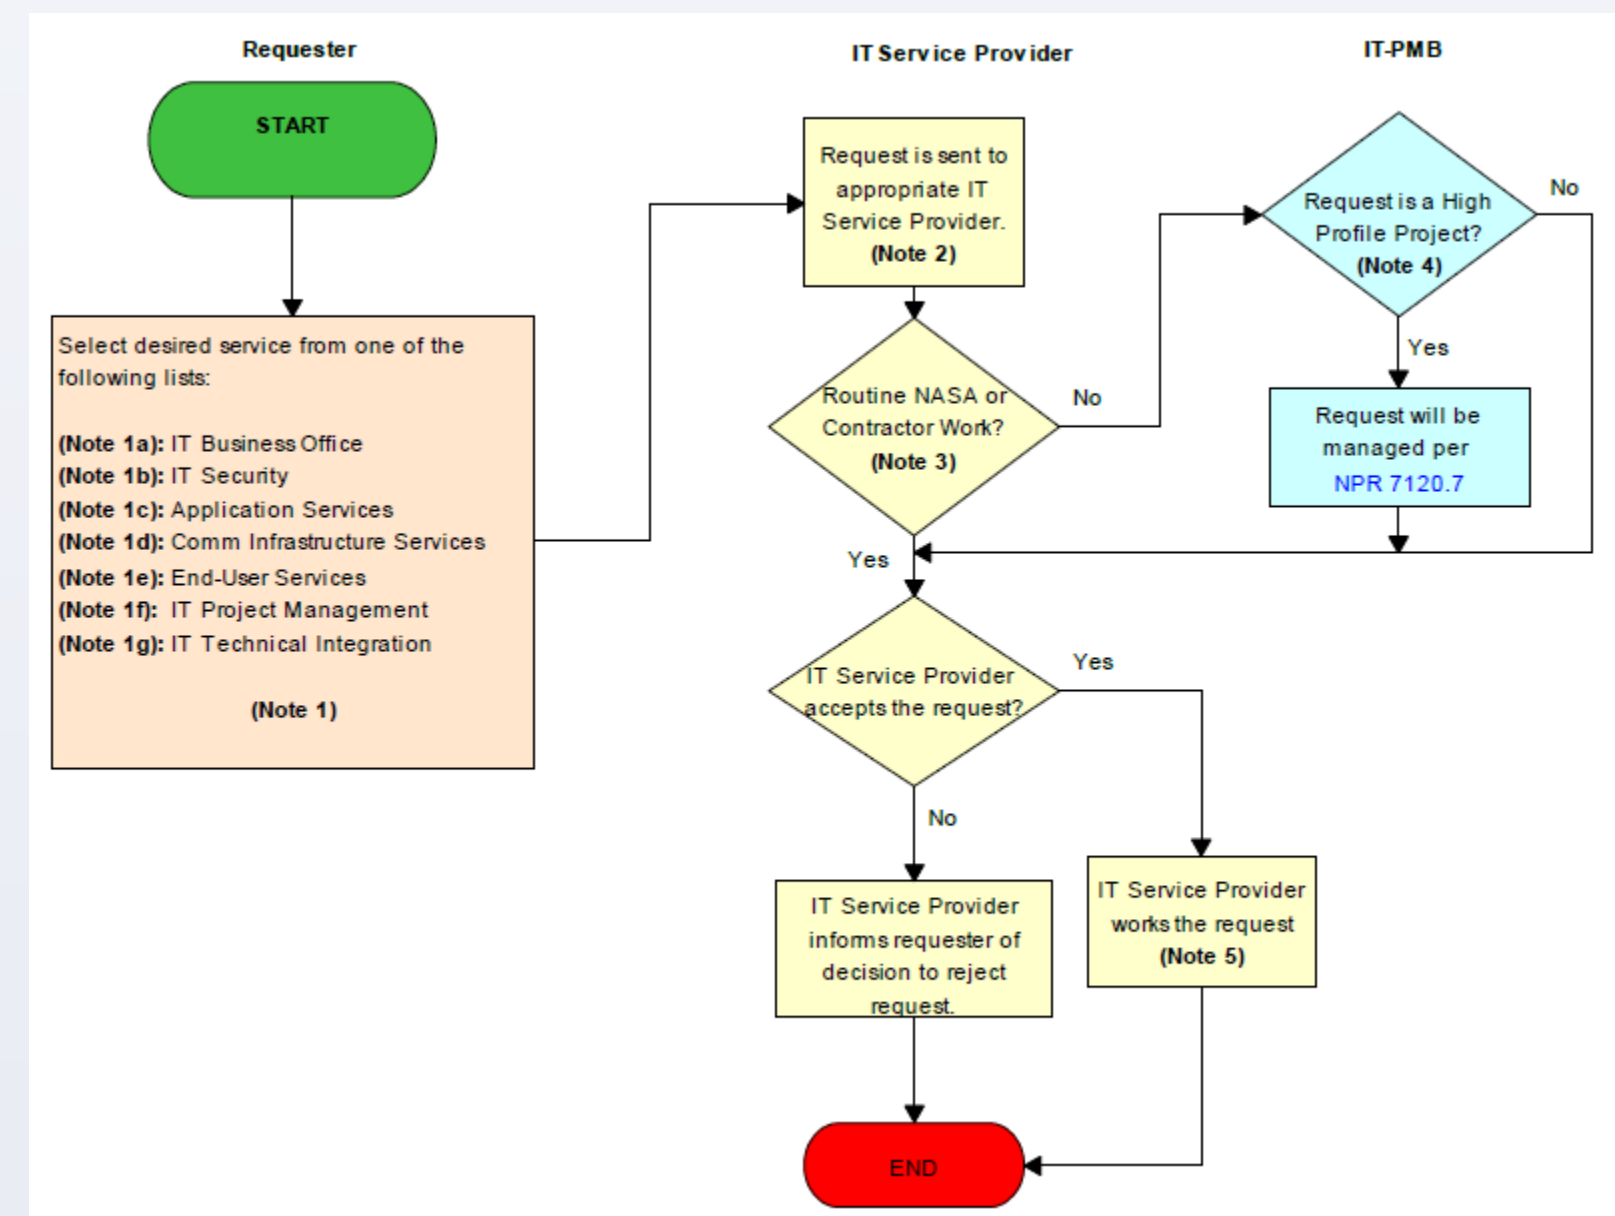 Requester
IT Service Provider
IT-PMB
START
Select desired service from one of the
following lists:
(Note 1a): IT Business Office
(Note 1b): IT Security
(Note 1c): Application Services
(Note 1d): Comm Infrastructure Services
(Note 1e): End-User Services
(Note 1f): IT Project Management
(Note 1g): IT Technical Integration
(Note 1)
Request is sent to
appropriate IT
Service Provider.
(Note 2)
Routine NASA or
Contractor Work?
(Note 3)
No
Yes
Request is a High
Profile Project?
(Note 4)
No
Yes
Request will be
managed per
NPR 7120.7
IT Service Provider
accepts the request?
Yes
No
IT Service Provider
informs requester of
decision to reject
request.
IT Service Provider
works the request
(Note 5)
END